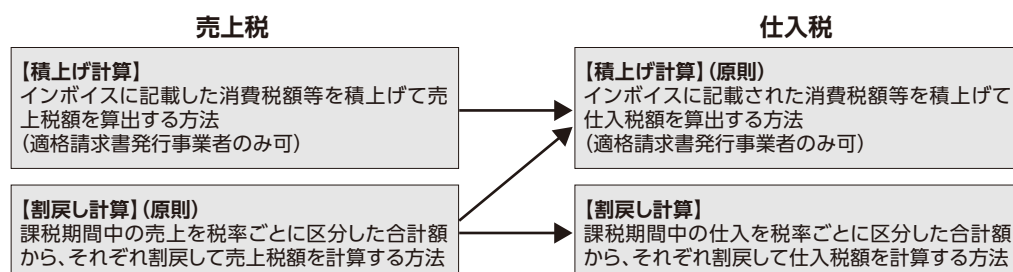 売上税
【積上げ計算】
インボイスに記載した消費税額等を積上げて売
上税額を算出する方法
（適格請求書発行事業者のみ可）
【割戻し計算】（原則）
課税期間中の売上を税率ごとに区分した合計額
から、それぞれ割戻して売上税額を計算する方法
仕入税
【積上げ計算】（原則）
インボイスに記載された消費税額等を積上げて
仕入税額を算出する方法
（適格請求書発行事業者のみ可）
【割戻し計算】
課税期間中の仕入を税率ごとに区分した合計額
から、それぞれ割戻して仕入税額を計算する方法